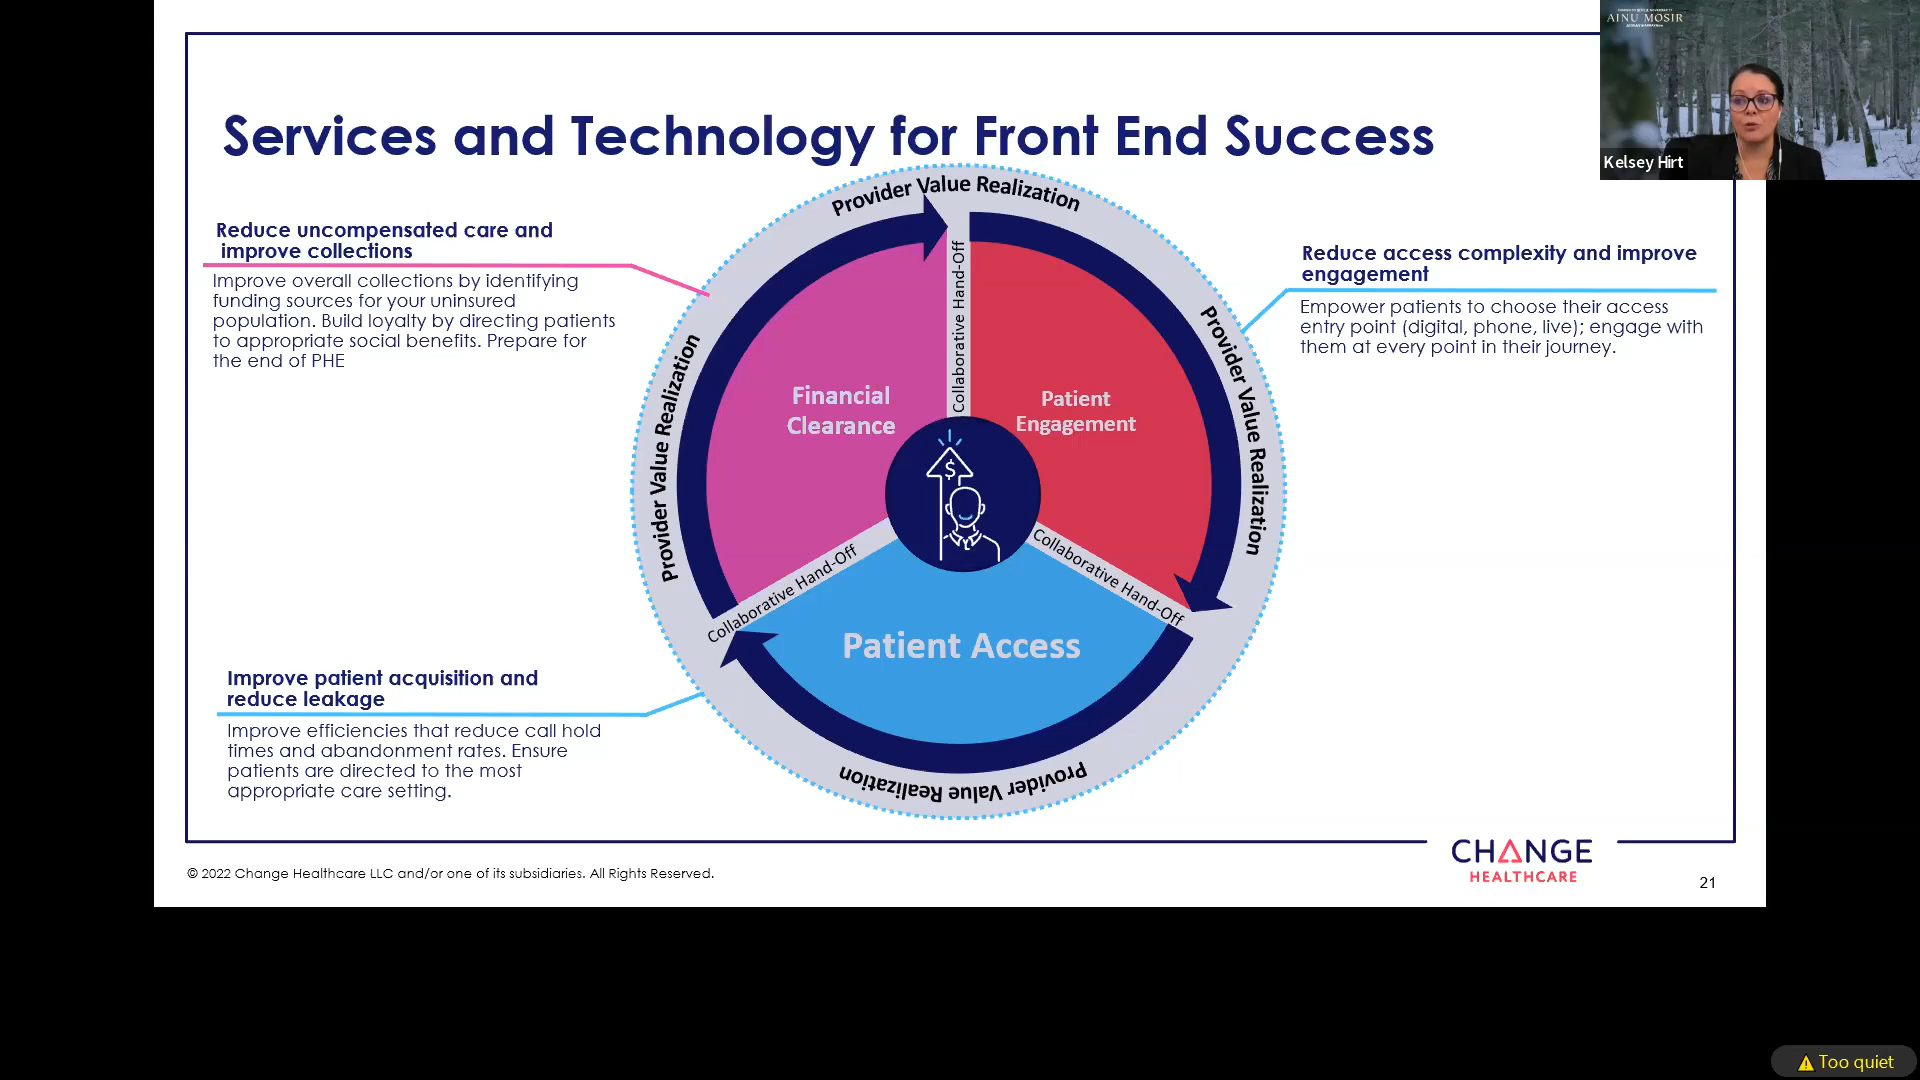 AINU MOSIR
Kelsey Hirt
Services and Technology for Front End Success
Reduce uncompensated care and
improve collections
Improve overall collections by identifying
funding sources for your uninsured
population. Build loyalty by directing patients
to appropriate social benefits. Prepare for
the end of PHE
Improve patient acquisition and
reduce leakage
Improve efficiencies that reduce call hold
times and abandonment rates. Ensure
patients are directed to the most
appropriate care setting.
Provider Value Realization
Provider Value Realization
Provider Value Realization
Provider Value Realization
Collaborative Hand-Off
Collaborative Hand-Off
Collaborative Hand-Off
Financial
Clearance
Patient
Engagement
$
Patient Access
Reduce access complexity and improve
engagement
Empower patients to choose their access
entry point (digital, phone, live); engage with
them at every point in their journey.
© 2022 Change Healthcare LLC and/or one of its subsidiaries. All Rights Reserved.
CHANGE
HEALTHCARE
21
Too quiet